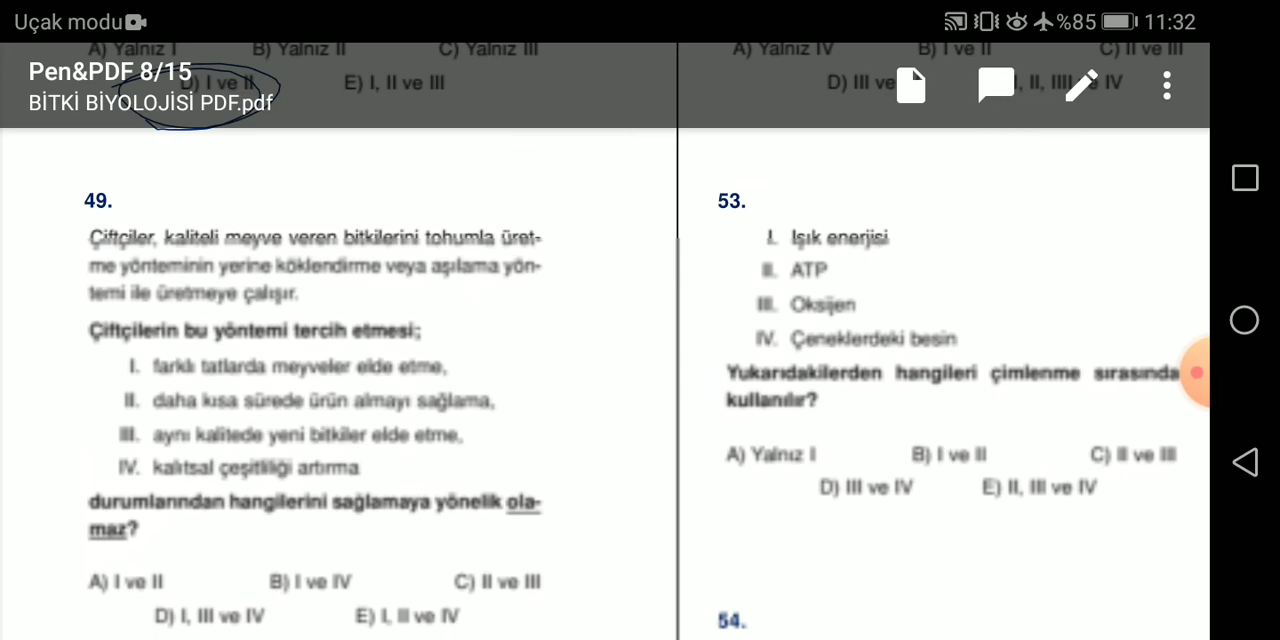 Uçak modu
%85 11:32
A) Yalnız I B) Yalnız II C) Yalnız III
D) I ve II E) I, II ve III
Pen&PDF 8/15
BİTKİ BİYOLOJİSİ PDF.pdf
49.
Çiftçiler, kaliteli meyve veren bitkilerini tohumla üret-
me yönteminin yerine köklendirme veya aşılama yön-
temi ile üretmeye çalışır.
Çiftçilerin bu yöntemi tercih etmesi;
I. farklı tatlarda meyveler elde etme,
II. daha kısa sürede ürün almayı sağlama,
III. aynı kalitede yeni bitkiler elde etme,
IV. kalıtsal çeşitliliği artırma
durumlarından hangilerini sağlamaya yönelik ola-
maz?
A) I ve II B) I ve IV C) II ve III
D) I, III ve IV E) I, II ve IV
A) Yalnız IV B) I ve II C) II ve III
D) III ve I, II, III ve IV
53.
I. Işık enerjisi
II. ATP
III. Oksijen
IV. Çeneklerdeki besin
Yukarıdakilerden hangileri çimlenme sırasında
kullanılır?
A) Yalnız I B) I ve II C) II ve III
D) III ve IV E) II, III ve IV
54.